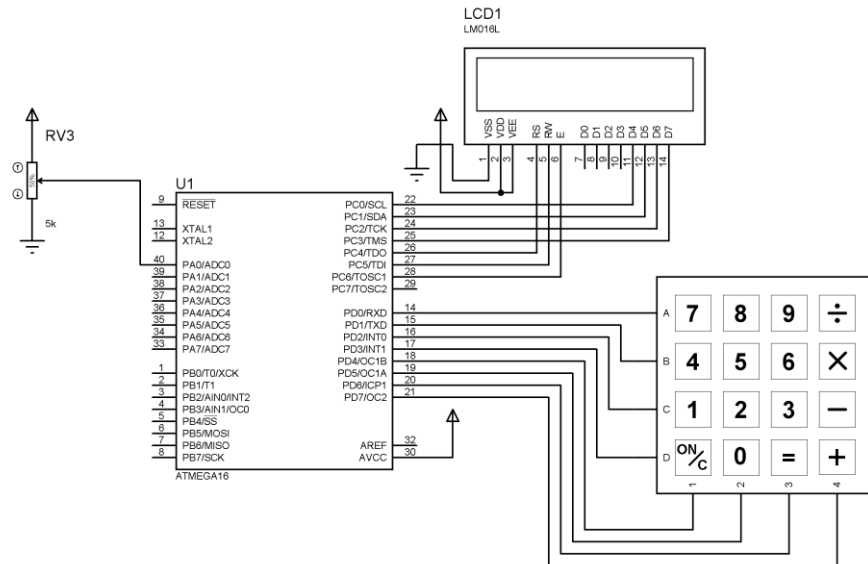 LCD1
LM016L
VSS VDD VEE RS RW E D0 D1 D2 D3 D4 D5 D6 D7
1 2 3 4 5 6 7 8 9 10 11 12 13 14
RV3
5k
U1
9 RESET PC0/SCL 22
PC1/SDA 23
13 XTAL1 PC2/TCK 24
12 XTAL2 PC3/TMS 25
PC4/TDO 26
40 PA0/ADC0 PC5/TDI 27
39 PA1/ADC1 PC6/TOSC1 28
38 PA2/ADC2 PC7/TOSC2 29
37 PA3/ADC3
36 PA4/ADC4 PD0/RXD 14
35 PA5/ADC5 PD1/TXD 15
34 PA6/ADC6 PD2/INT0 16
33 PA7/ADC7 PD3/INT1 17
PD4/OC1B 18
1 PB0/T0/XCK PD5/OC1A 19
2 PB1/T1 PD6/ICP1 20
3 PB2/AIN0/INT2 PD7/OC2 21
4 PB3/AIN1/OC0
5 PB4/SS
6 PB5/MOSI
7 PB6/MISO AREF 32
8 PB7/SCK AVCC 30
ATMEGA16
A 7 8 9 ÷
B 4 5 6 ×
C 1 2 3 −
D ON/C 0 = +
1 2 3 4